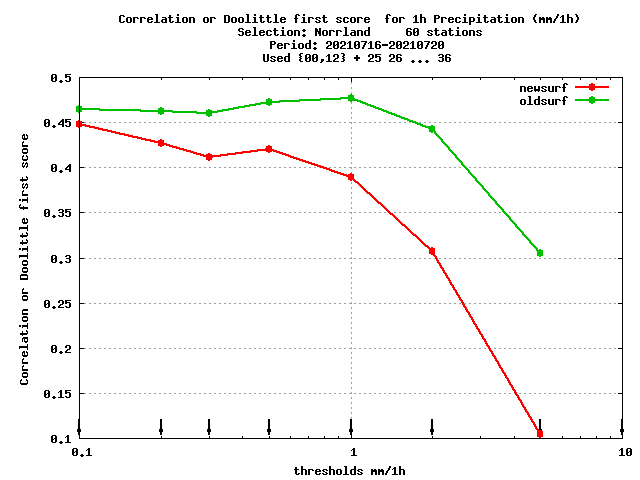 Correlation or Doolittle first score  for 1h Precipitation (mm/1h)
Selection: Norrland     60 stations
Period: 20210716-20210720
Used {00,12} + 25 26 ... 36
newsurf
oldsurf
0.5
0.45
0.4
0.35
0.3
0.25
0.2
0.15
0.1
Correlation or Doolittle first score
0.1
1
10
thresholds mm/1h